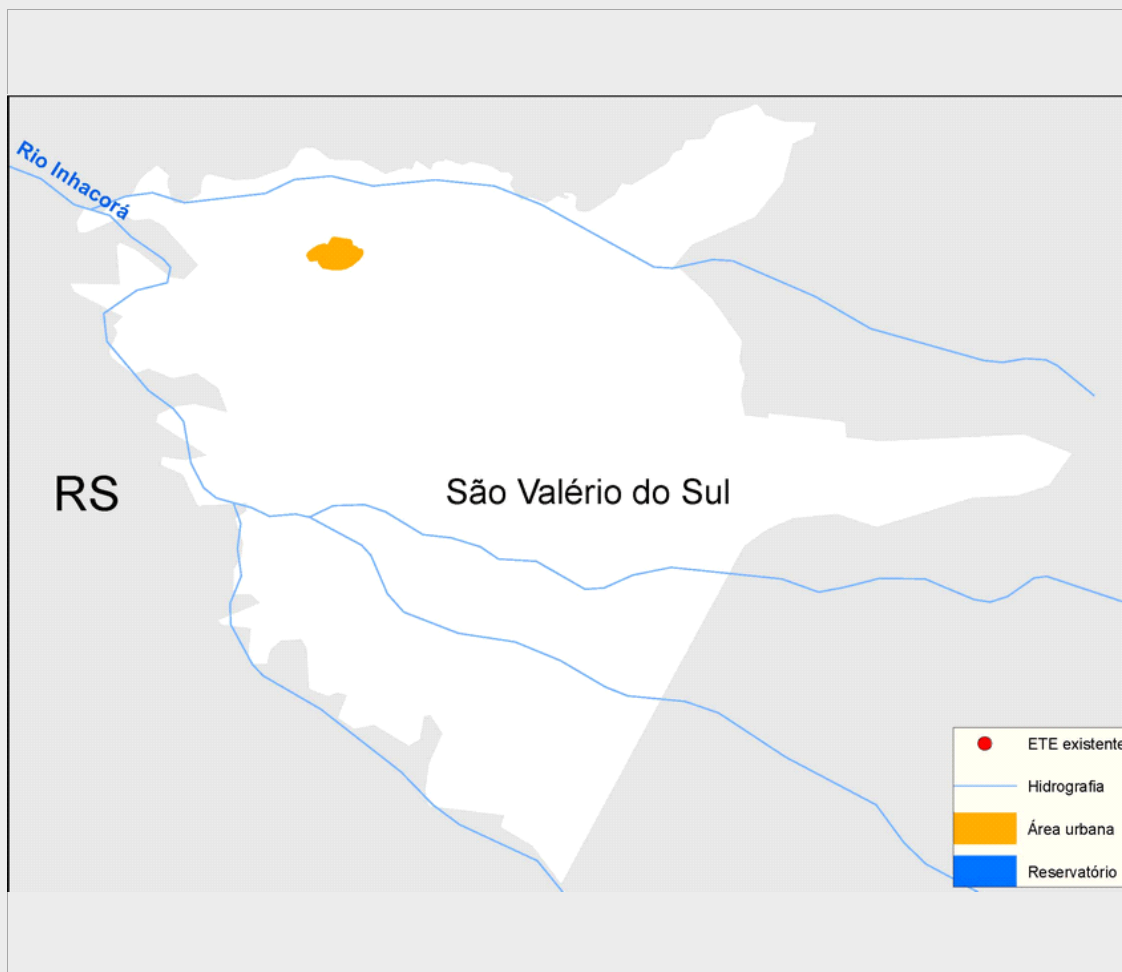 Rio Inhacorá
RS
São Valério do Sul
ETE existente
Hidrografia
Área urbana
Reservatório